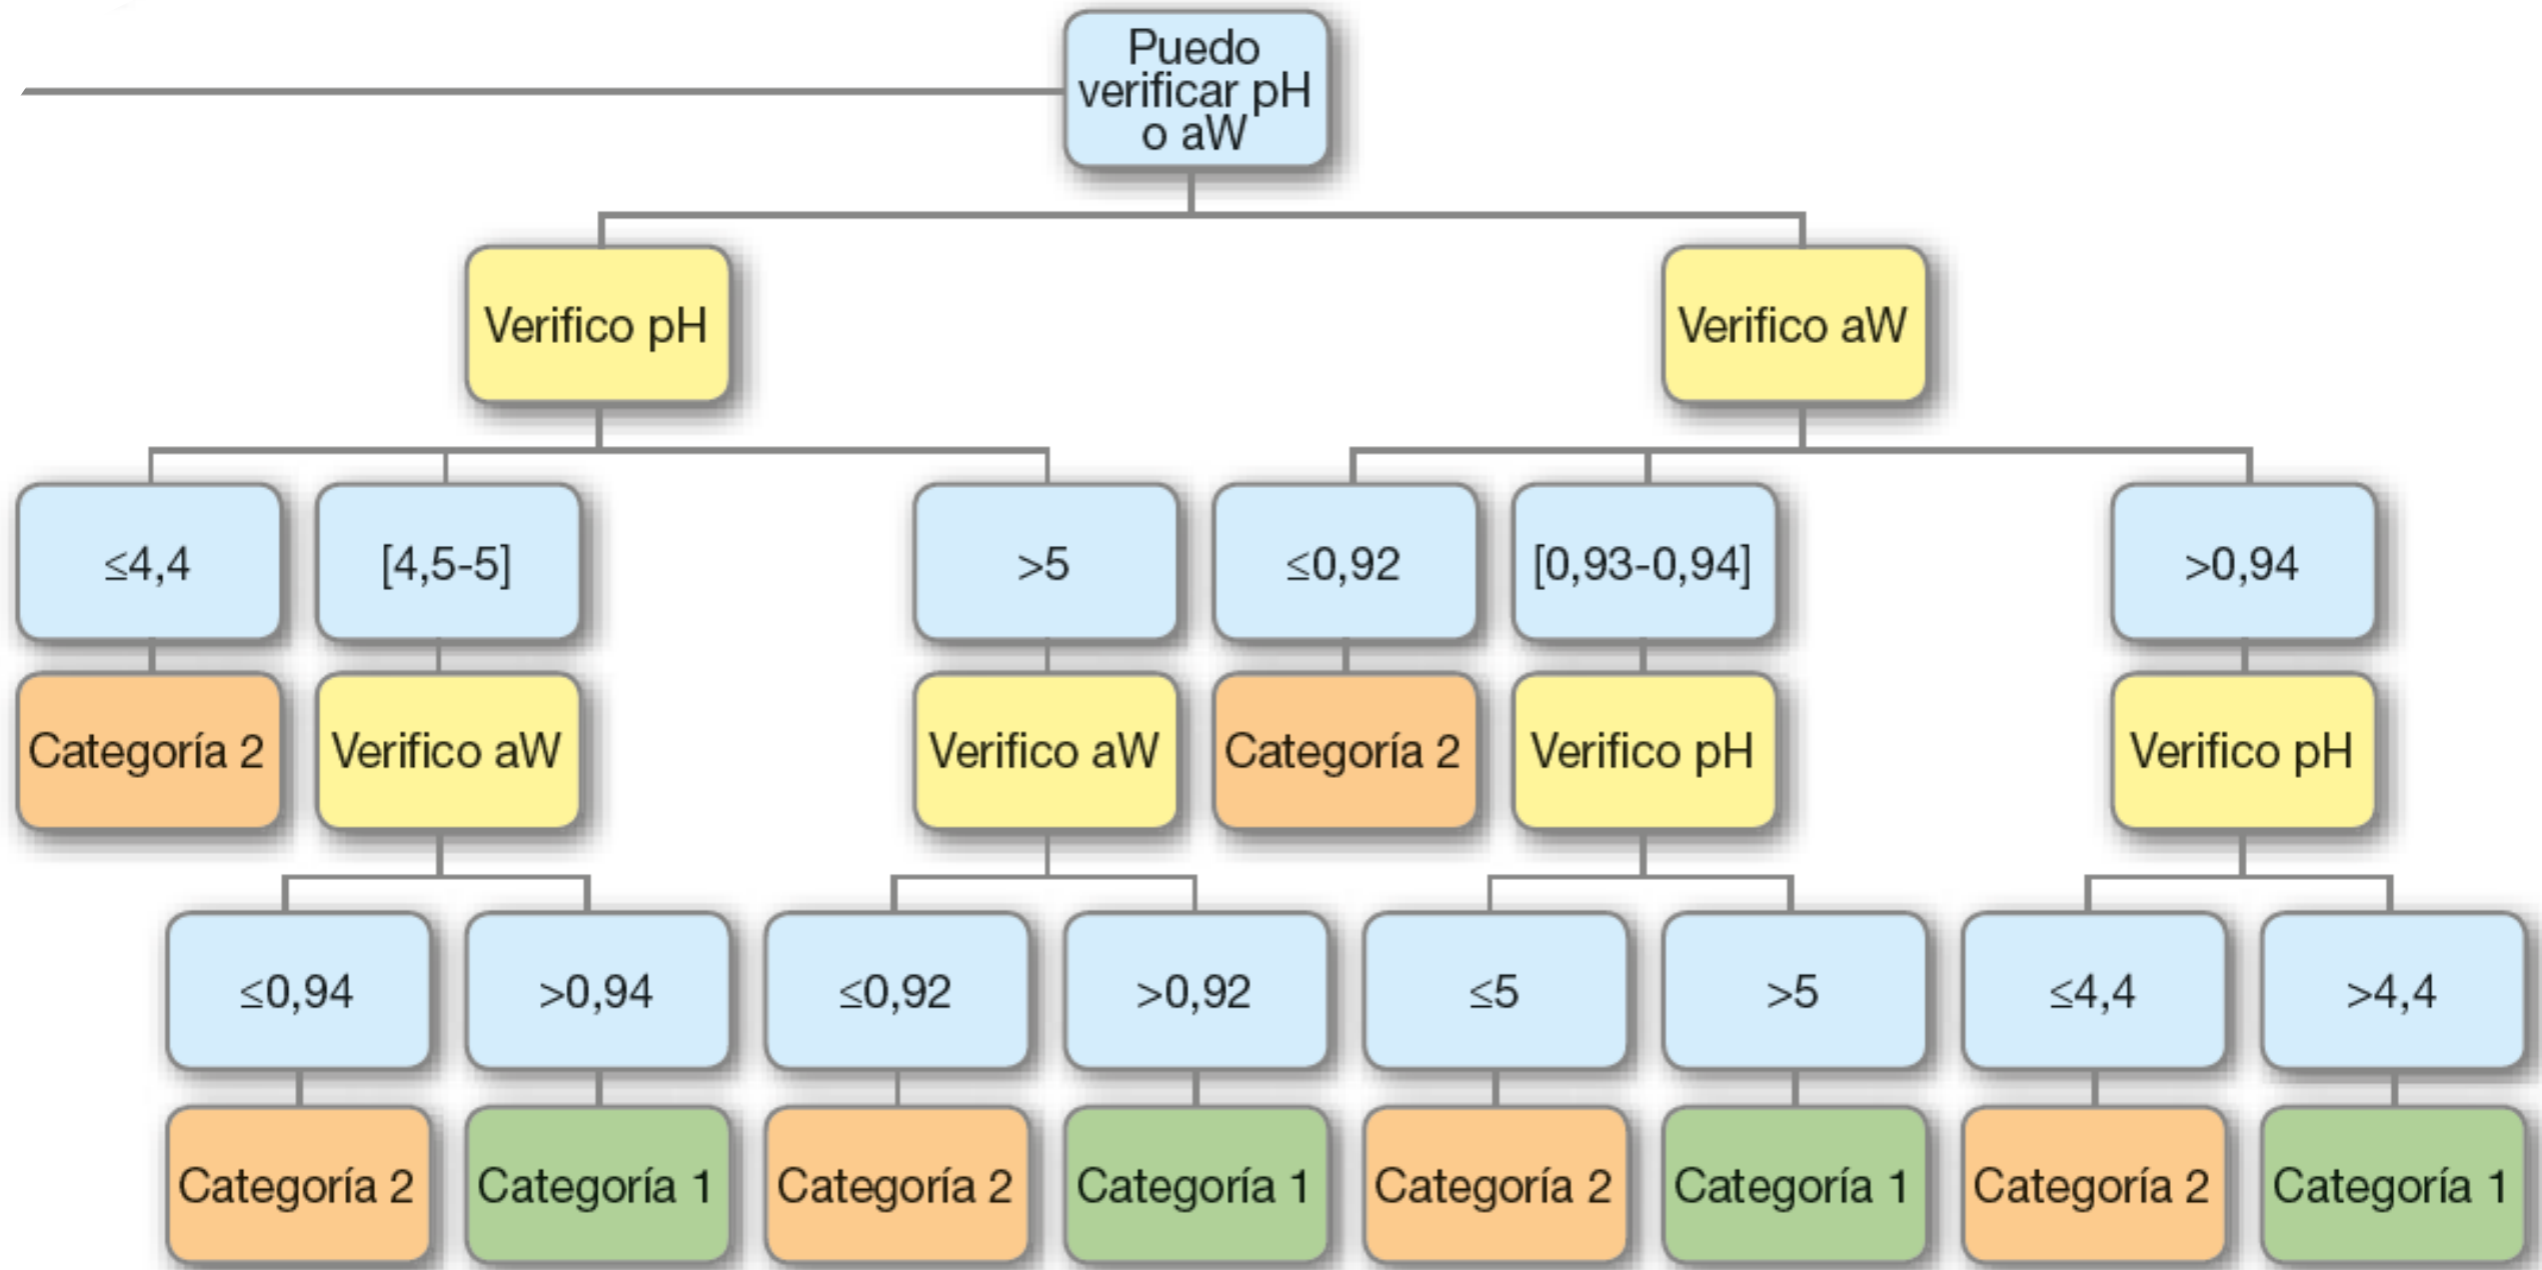 Puedo
verificar pH
o aW
Verifico pH
Verifico aW
≤4,4
[4,5-5]
>5
≤0,92
[0,93-0,94]
>0,94
Categoría 2
Verifico aW
Verifico aW
Categoría 2
Verifico pH
Verifico pH
≤0,94
>0,94
≤0,92
>0,92
≤5
>5
≤4,4
>4,4
Categoría 2
Categoría 1
Categoría 2
Categoría 1
Categoría 2
Categoría 1
Categoría 2
Categoría 1